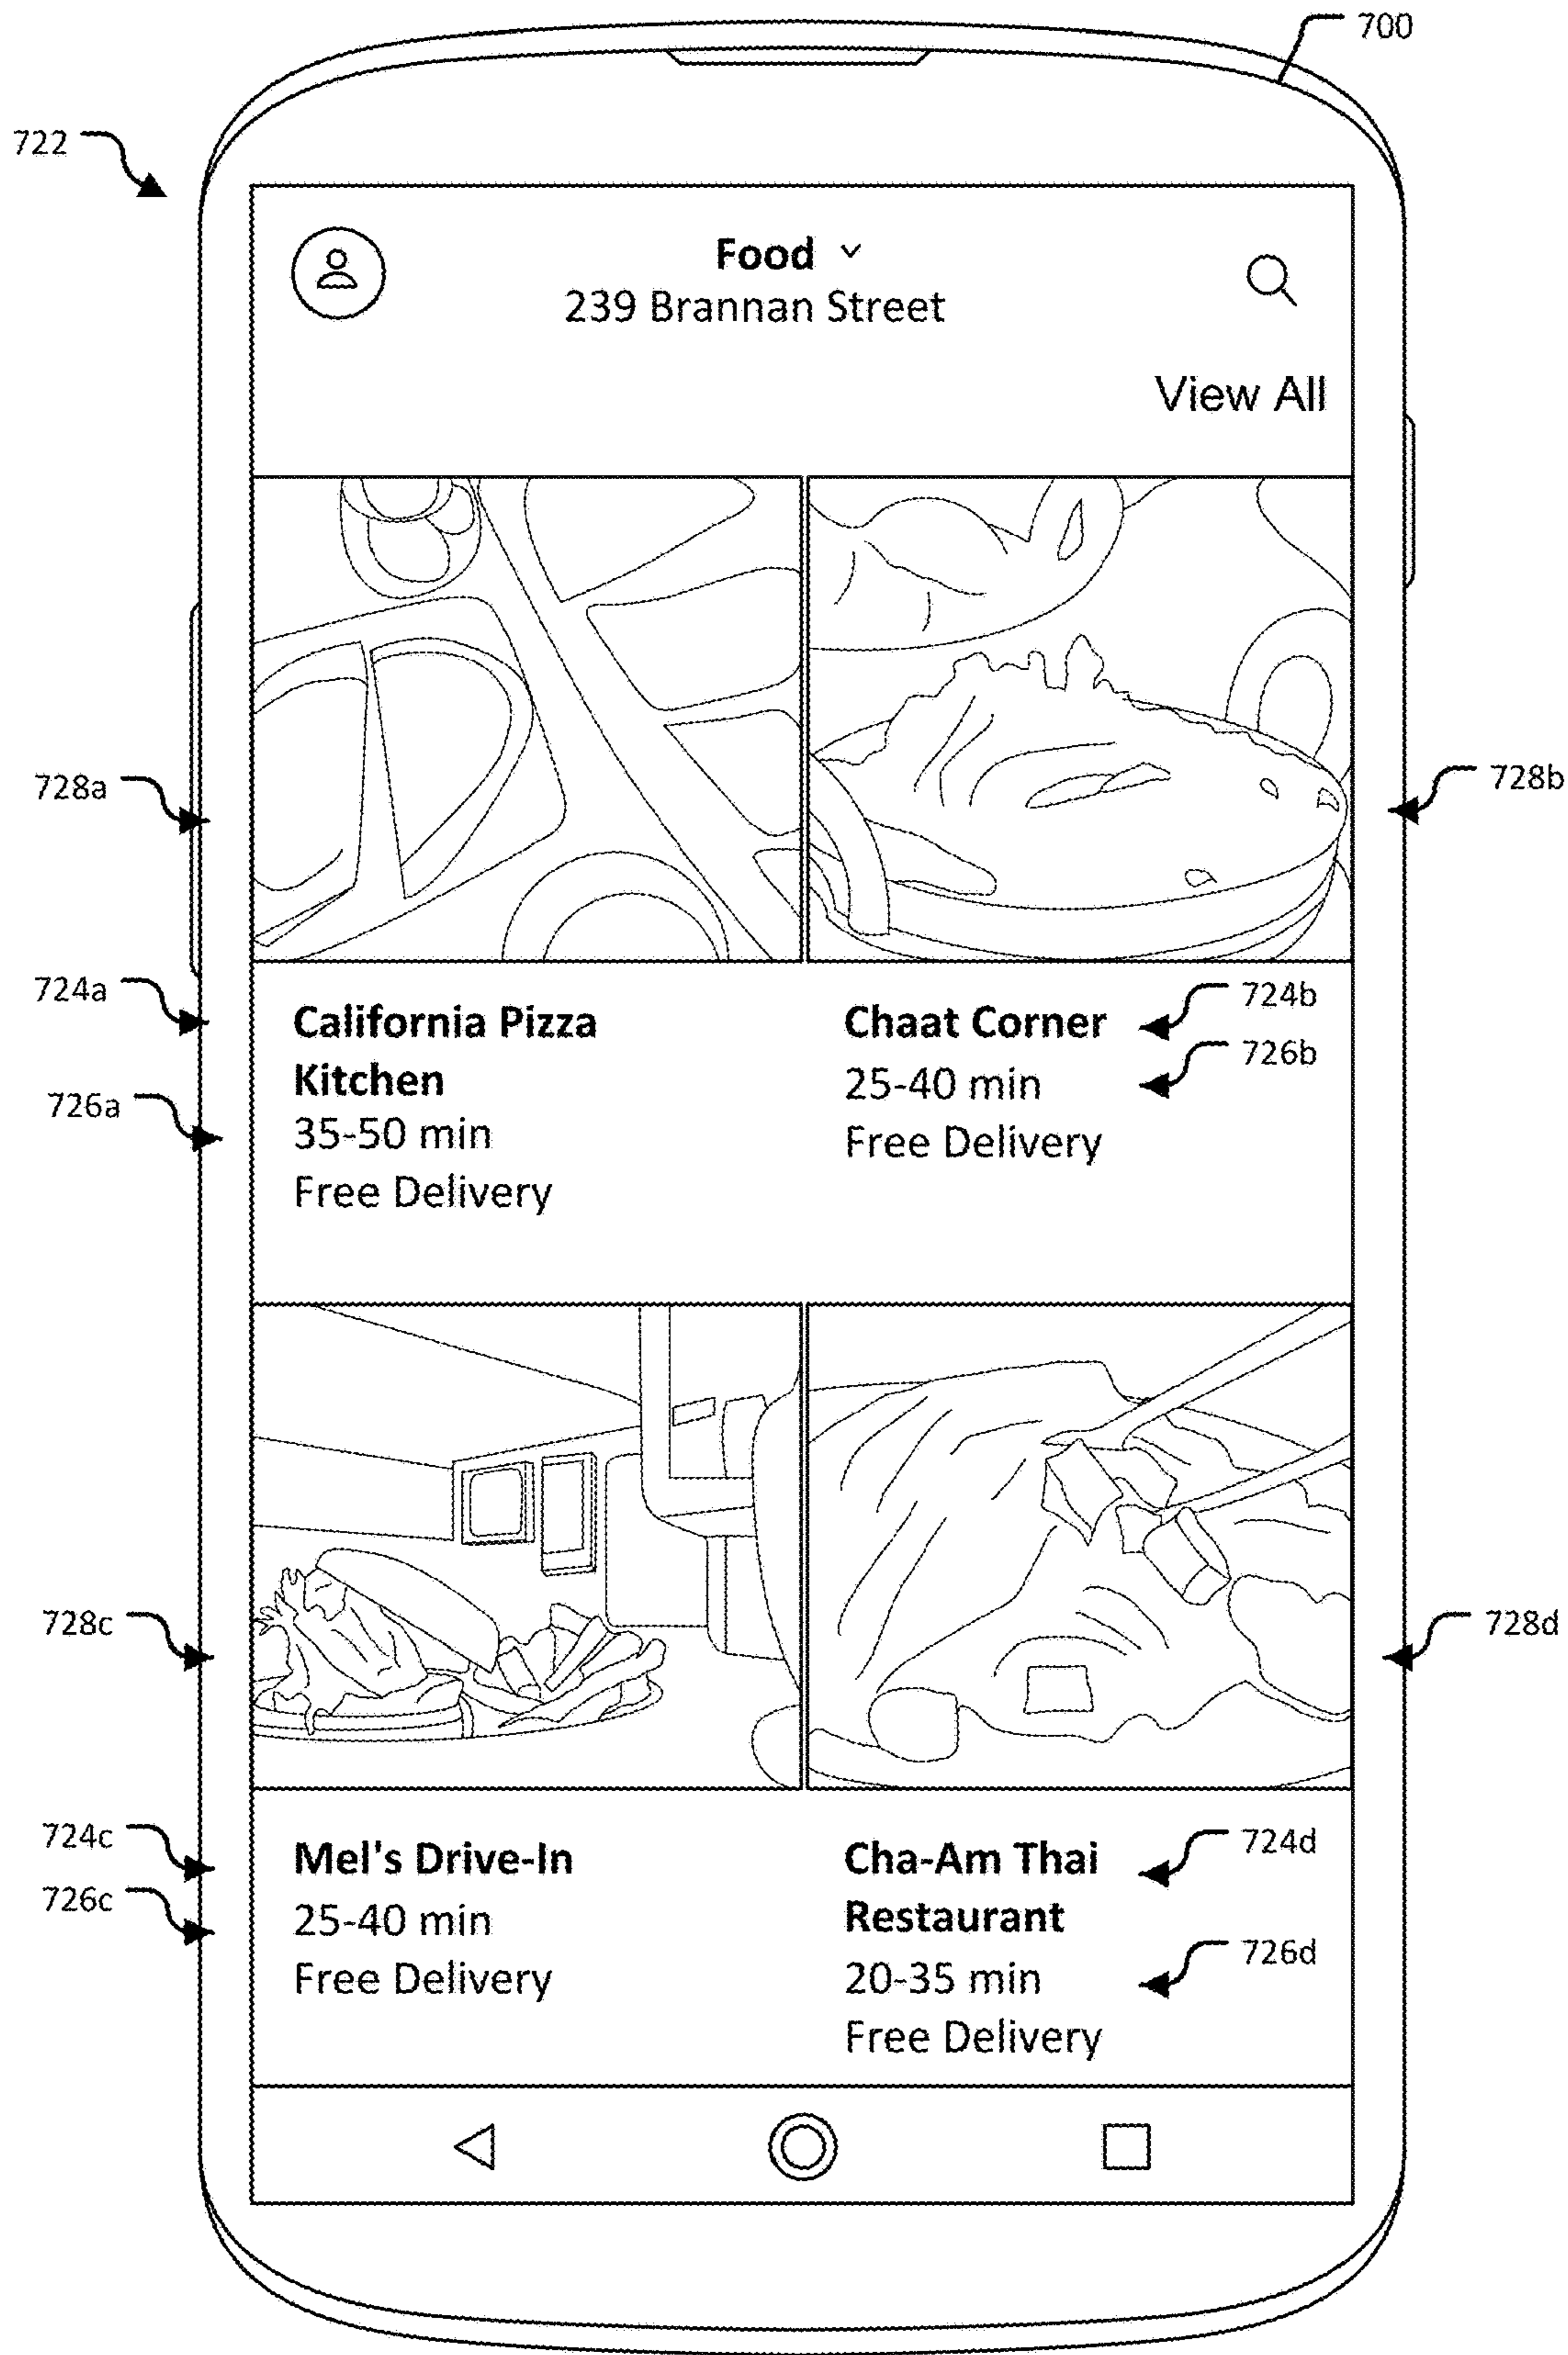 700
722
Food
239 Brannan Street
View All
728a
728b
724a
California Pizza
Kitchen
726a
35-50 min
Free Delivery
Chaat Corner
724b
25-40 min
726b
Free Delivery
728c
728d
724c
Mel's Drive-In
726c
25-40 min
Free Delivery
Cha-Am Thai
724d
Restaurant
20-35 min
726d
Free Delivery